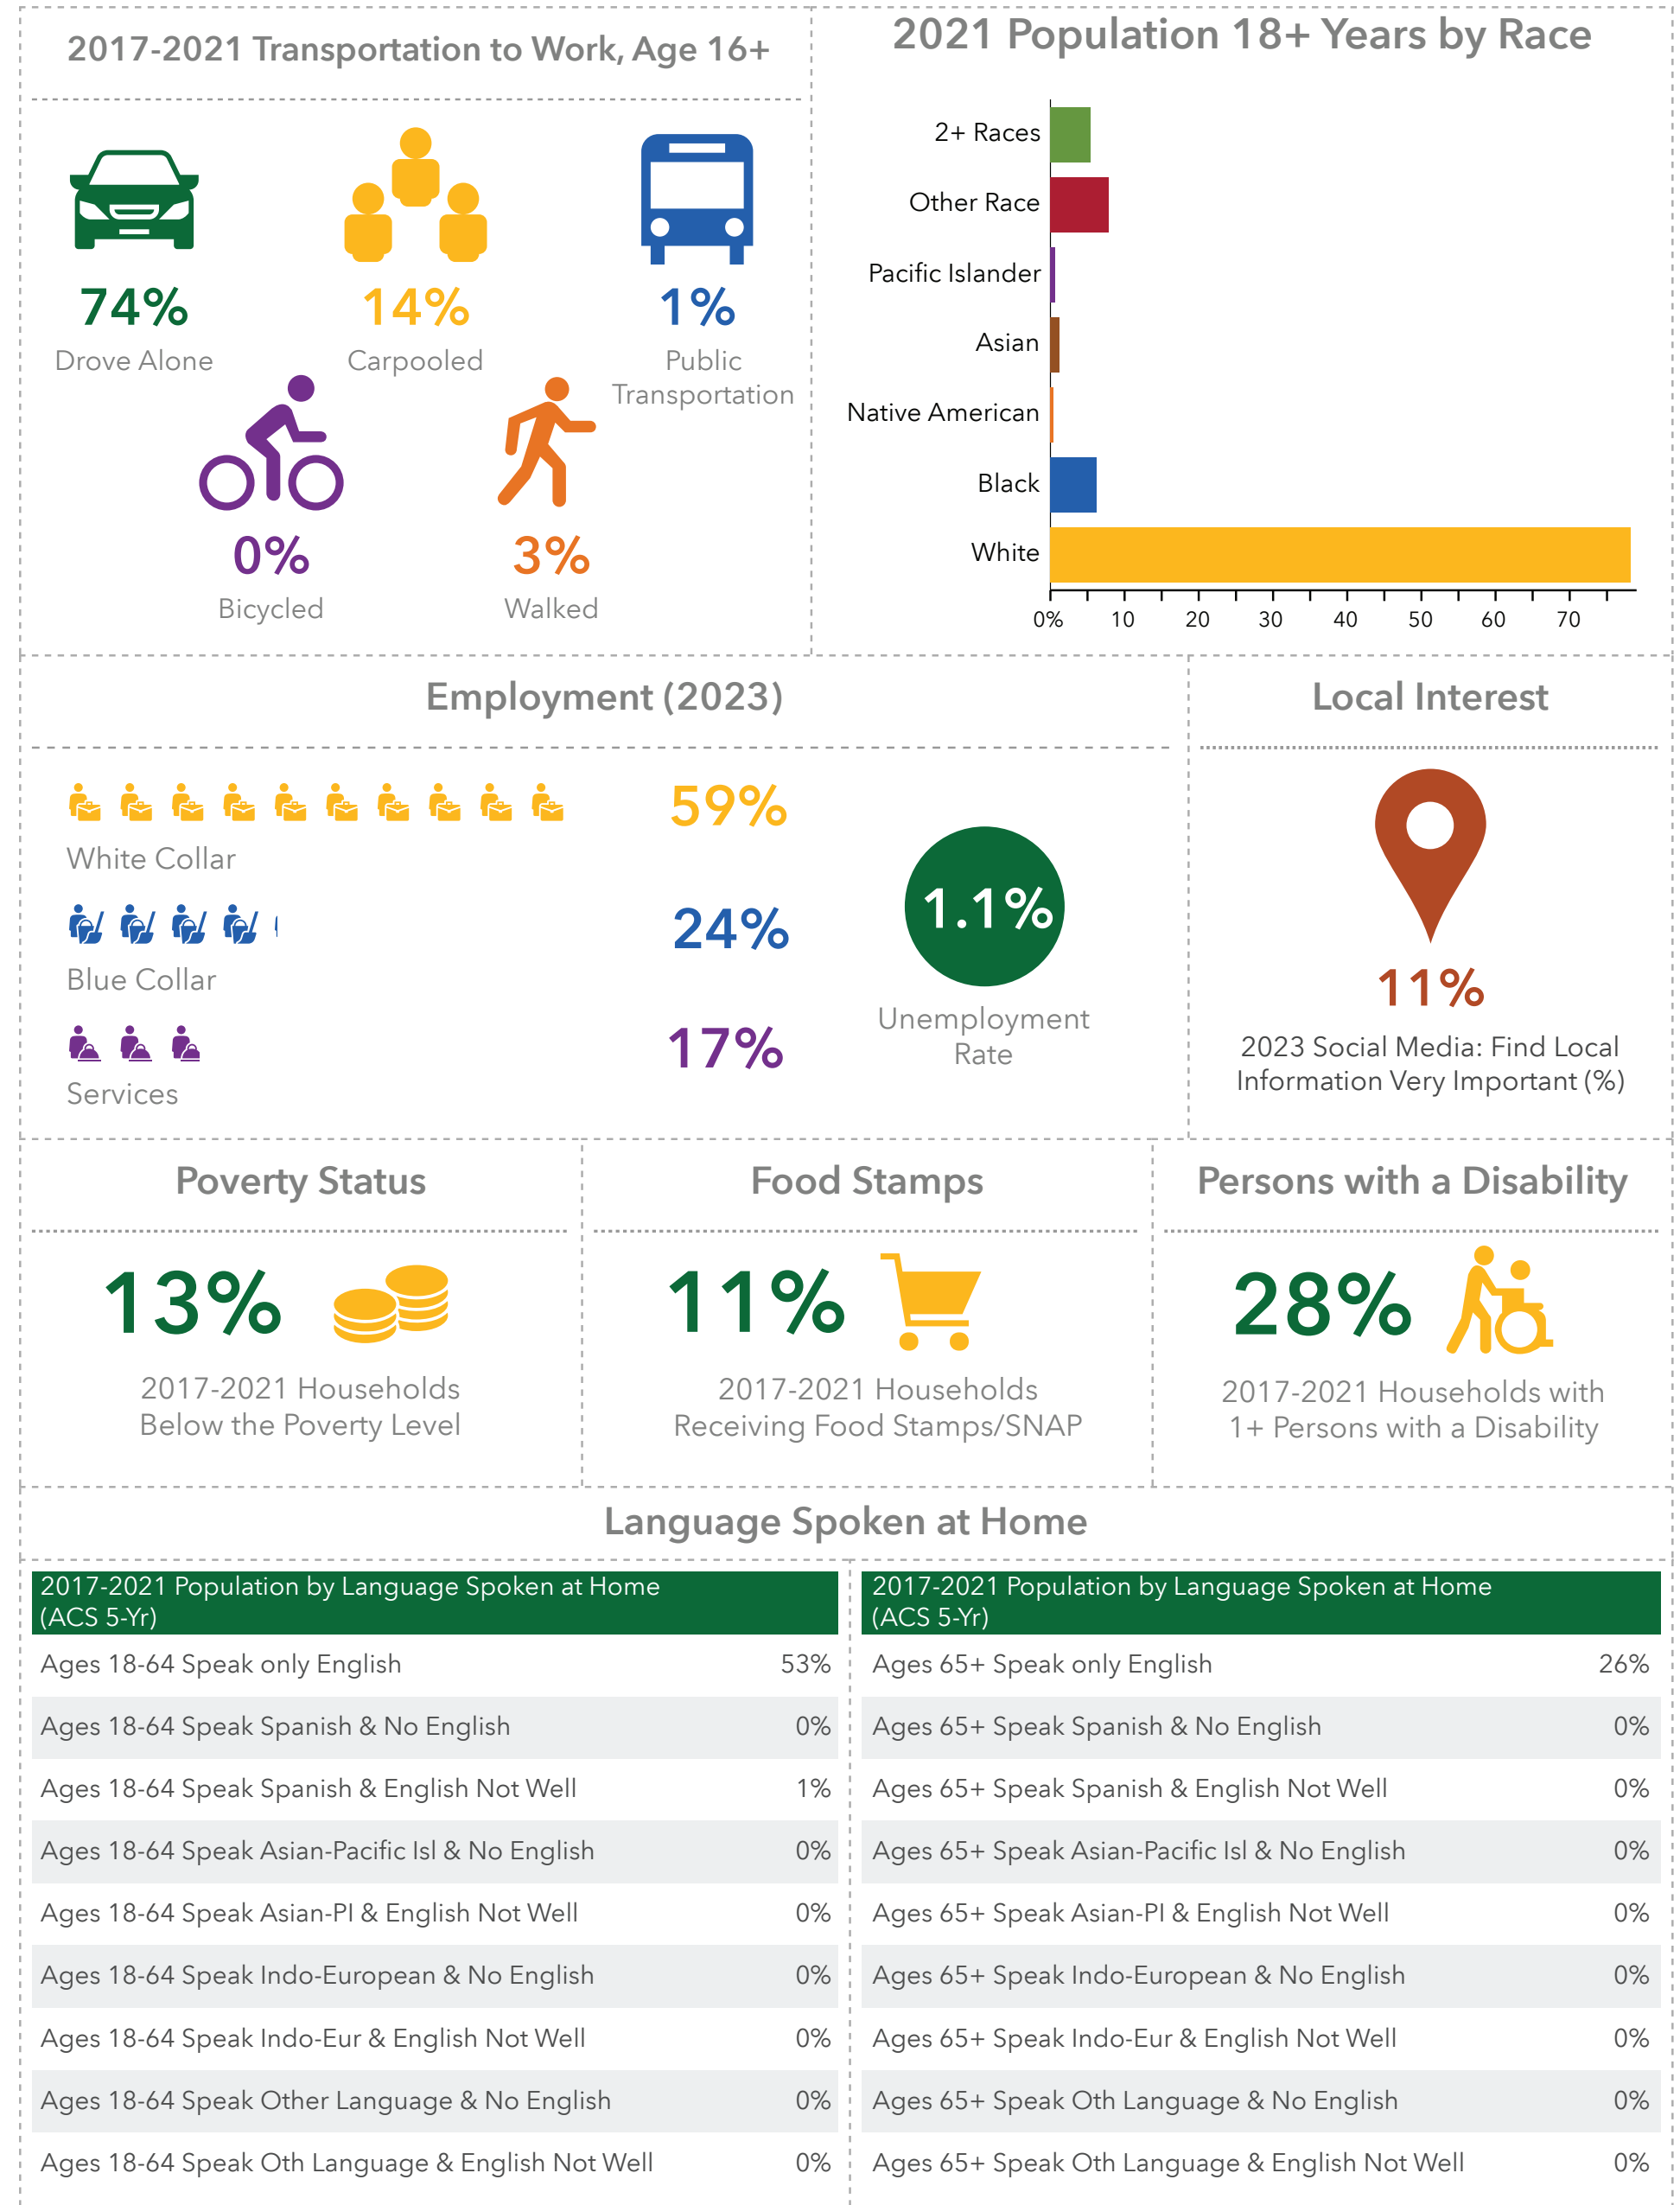 2017-2021 Transportation to Work, Age 16+
74%
Drove Alone
14%
Carpooled
1%
Public
Transportation
0%
Bicycled
3%
Walked
2021 Population 18+ Years by Race
2+ Races
Other Race
Pacific Islander
Asian
Native American
Black
White
0% 10 20 30 40 50 60 70
Employment (2023)
59%
White Collar
24%
Blue Collar
17%
Services
1.1%
Unemployment
Rate
Local Interest
11%
2023 Social Media: Find Local
Information Very Important (%)
Poverty Status
13%
2017-2021 Households
Below the Poverty Level
Food Stamps
11%
2017-2021 Households
Receiving Food Stamps/SNAP
Persons with a Disability
28%
2017-2021 Households with
1+ Persons with a Disability
Language Spoken at Home
2017-2021 Population by Language Spoken at Home
(ACS 5-Yr)
Ages 18-64 Speak only English 53%
Ages 18-64 Speak Spanish & No English 0%
Ages 18-64 Speak Spanish & English Not Well 1%
Ages 18-64 Speak Asian-Pacific Isl & No English 0%
Ages 18-64 Speak Asian-PI & English Not Well 0%
Ages 18-64 Speak Indo-European & No English 0%
Ages 18-64 Speak Indo-Eur & English Not Well 0%
Ages 18-64 Speak Other Language & No English 0%
Ages 18-64 Speak Oth Language & English Not Well 0%
2017-2021 Population by Language Spoken at Home
(ACS 5-Yr)
Ages 65+ Speak only English 26%
Ages 65+ Speak Spanish & No English 0%
Ages 65+ Speak Spanish & English Not Well 0%
Ages 65+ Speak Asian-Pacific Isl & No English 0%
Ages 65+ Speak Asian-PI & English Not Well 0%
Ages 65+ Speak Indo-European & No English 0%
Ages 65+ Speak Indo-Eur & English Not Well 0%
Ages 65+ Speak Oth Language & No English 0%
Ages 65+ Speak Oth Language & English Not Well 0%